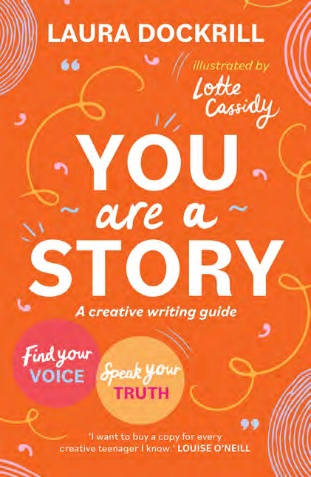 LAURA DOCKRILL
“
illustrated by
Lotte
Cassidy
YOU
are a
STORY
A creative writing guide
Find your
VOICE
Speak your
TRUTH
”
'I want to buy a copy for every
creative teenager I know.' LOUISE O'NEILL